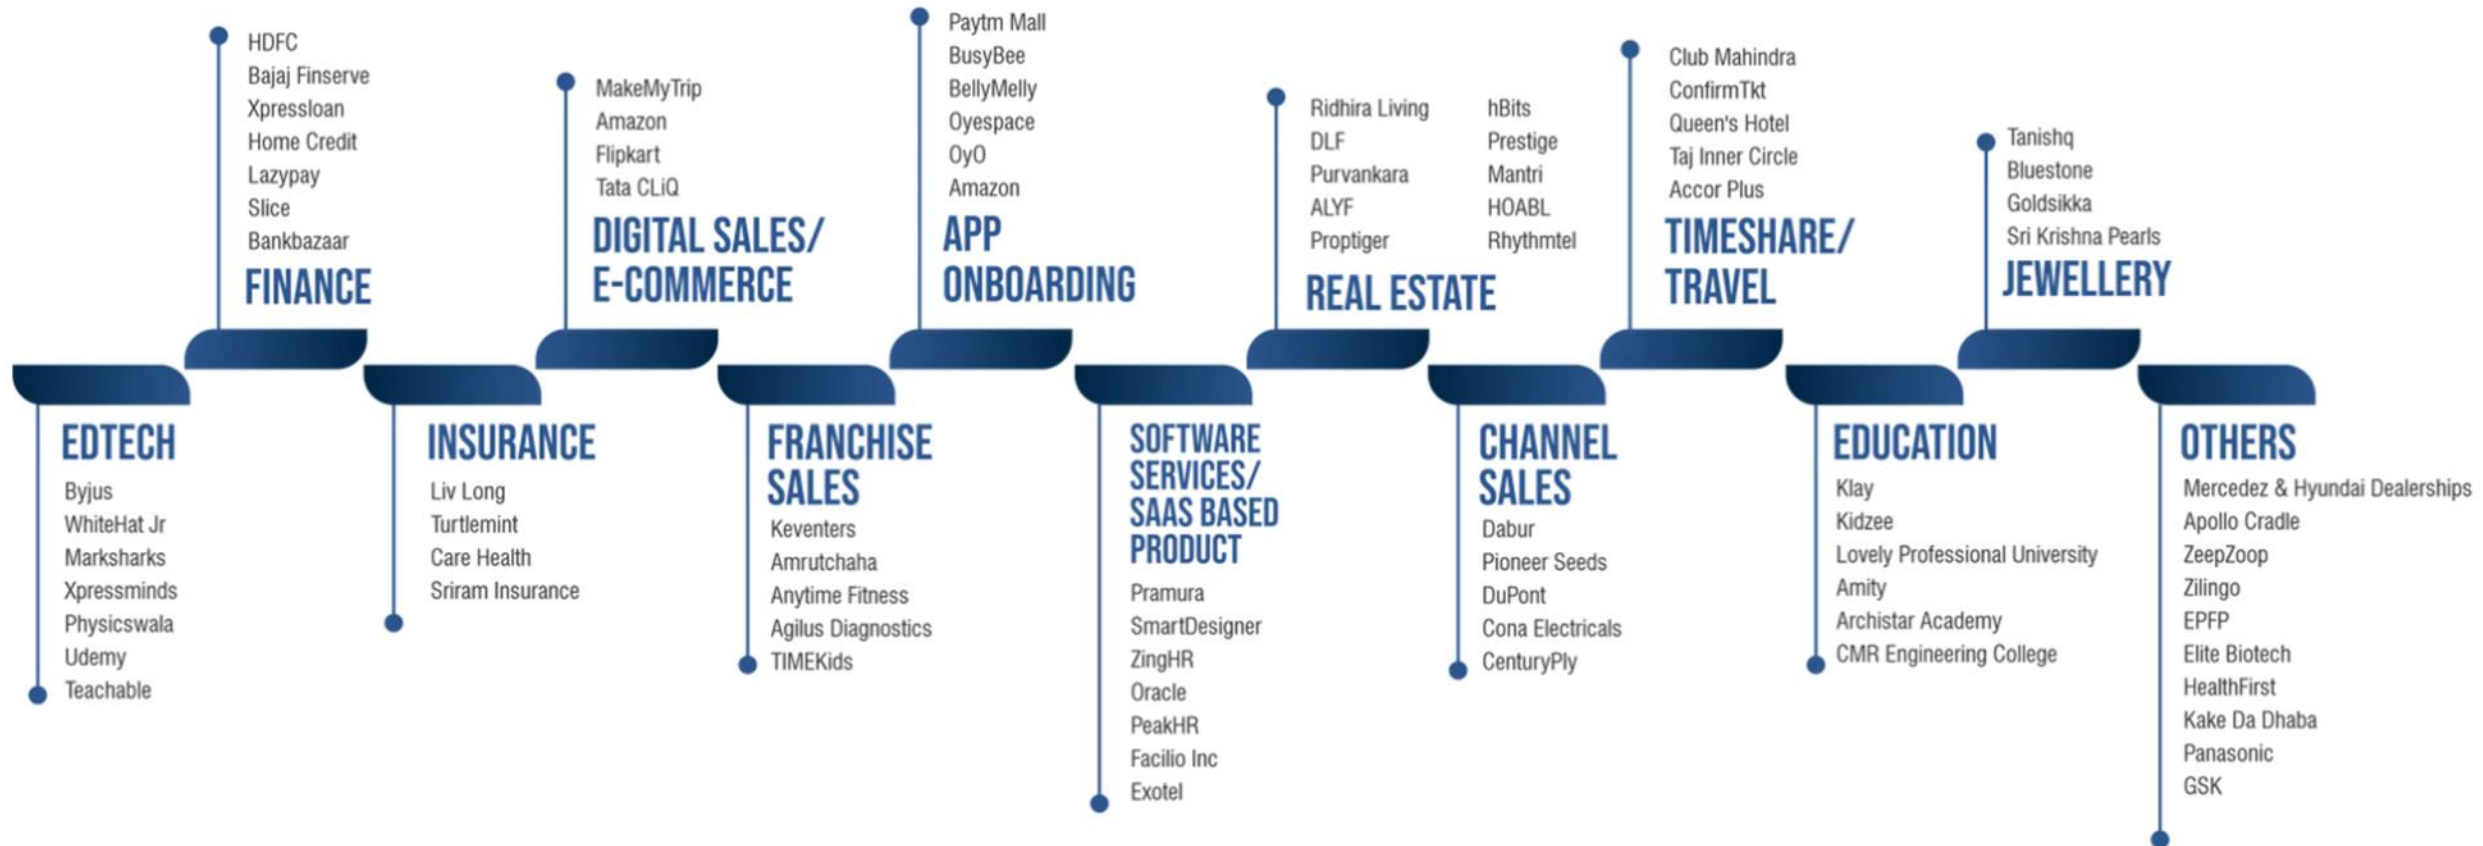 HDFC
Bajaj Finserve
Xpressloan
Home Credit
Lazypay
Slice
Bankbazaar
FINANCE
MakeMyTrip
Amazon
Flipkart
Tata CLiQ
DIGITAL SALES/
E-COMMERCE
Paytm Mall
BusyBee
BellyMelly
Oyespace
OyO
Amazon
APP
ONBOARDING
Ridhira Living
DLF
Purvankara
ALYF
Proptiger
hBits
Prestige
Mantri
HOABL
Rhythmtel
REAL ESTATE
Club Mahindra
ConfirmTkt
Queen's Hotel
Taj Inner Circle
Accor Plus
TIMESHARE/
TRAVEL
Tanishq
Bluestone
Goldsikka
Sri Krishna Pearls
JEWELLERY
EDTECH
Byjus
WhiteHat Jr
Marksharks
Xpressminds
Physicswala
Udemy
Teachable
INSURANCE
Liv Long
Turtlemint
Care Health
Sriram Insurance
FRANCHISE
SALES
Keventers
Amrutchaha
Anytime Fitness
Agilus Diagnostics
TIMEKids
SOFTWARE
SERVICES/
SAAS BASED
PRODUCT
Pramura
SmartDesigner
ZingHR
Oracle
PeakHR
Facilio Inc
Exotel
CHANNEL
SALES
Dabur
Pioneer Seeds
DuPont
Cona Electricals
CenturyPly
EDUCATION
Klay
Kidzee
Lovely Professional University
Amity
Archistar Academy
CMR Engineering College
OTHERS
Mercedez & Hyundai Dealerships
Apollo Cradle
ZeepZoop
Zilingo
EPFP
Elite Biotech
HealthFirst
Kake Da Dhaba
Panasonic
GSK